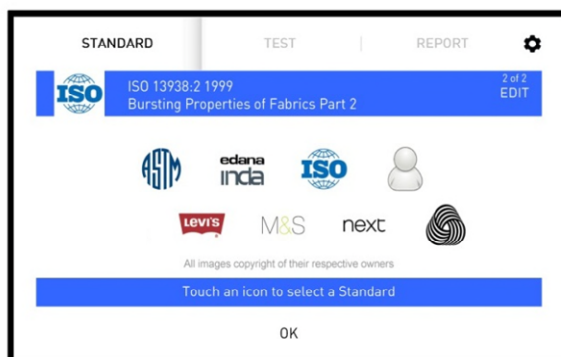 STANDARD TEST REPORT
ISO ISO 13938:2 1999 2 of 2
Bursting Properties of Fabrics Part 2 EDIT
ASTM edana inda ISO
LEVI'S M&S next
All images copyright of their respective owners
Touch an icon to select a Standard
OK